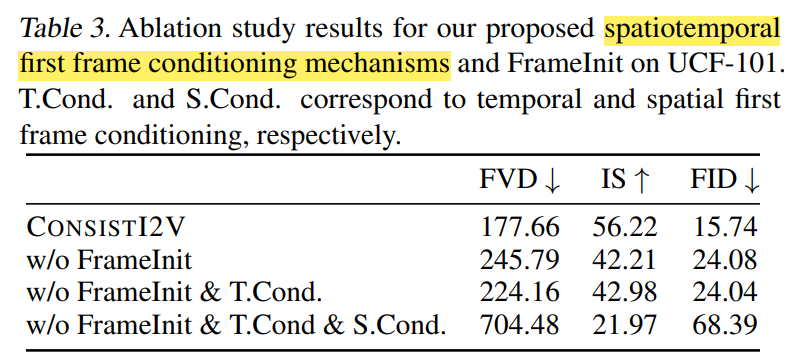 Table 3. Ablation study results for our proposed spatiotemporal
first frame conditioning mechanisms and FrameInit on UCF-101.
T.Cond. and S.Cond. correspond to temporal and spatial first
frame conditioning, respectively.
FVD ↓ IS ↑ FID ↓
CONSISTI2V 177.66 56.22 15.74
w/o FrameInit 245.79 42.21 24.08
w/o FrameInit & T.Cond. 224.16 42.98 24.04
w/o FrameInit & T.Cond & S.Cond. 704.48 21.97 68.39